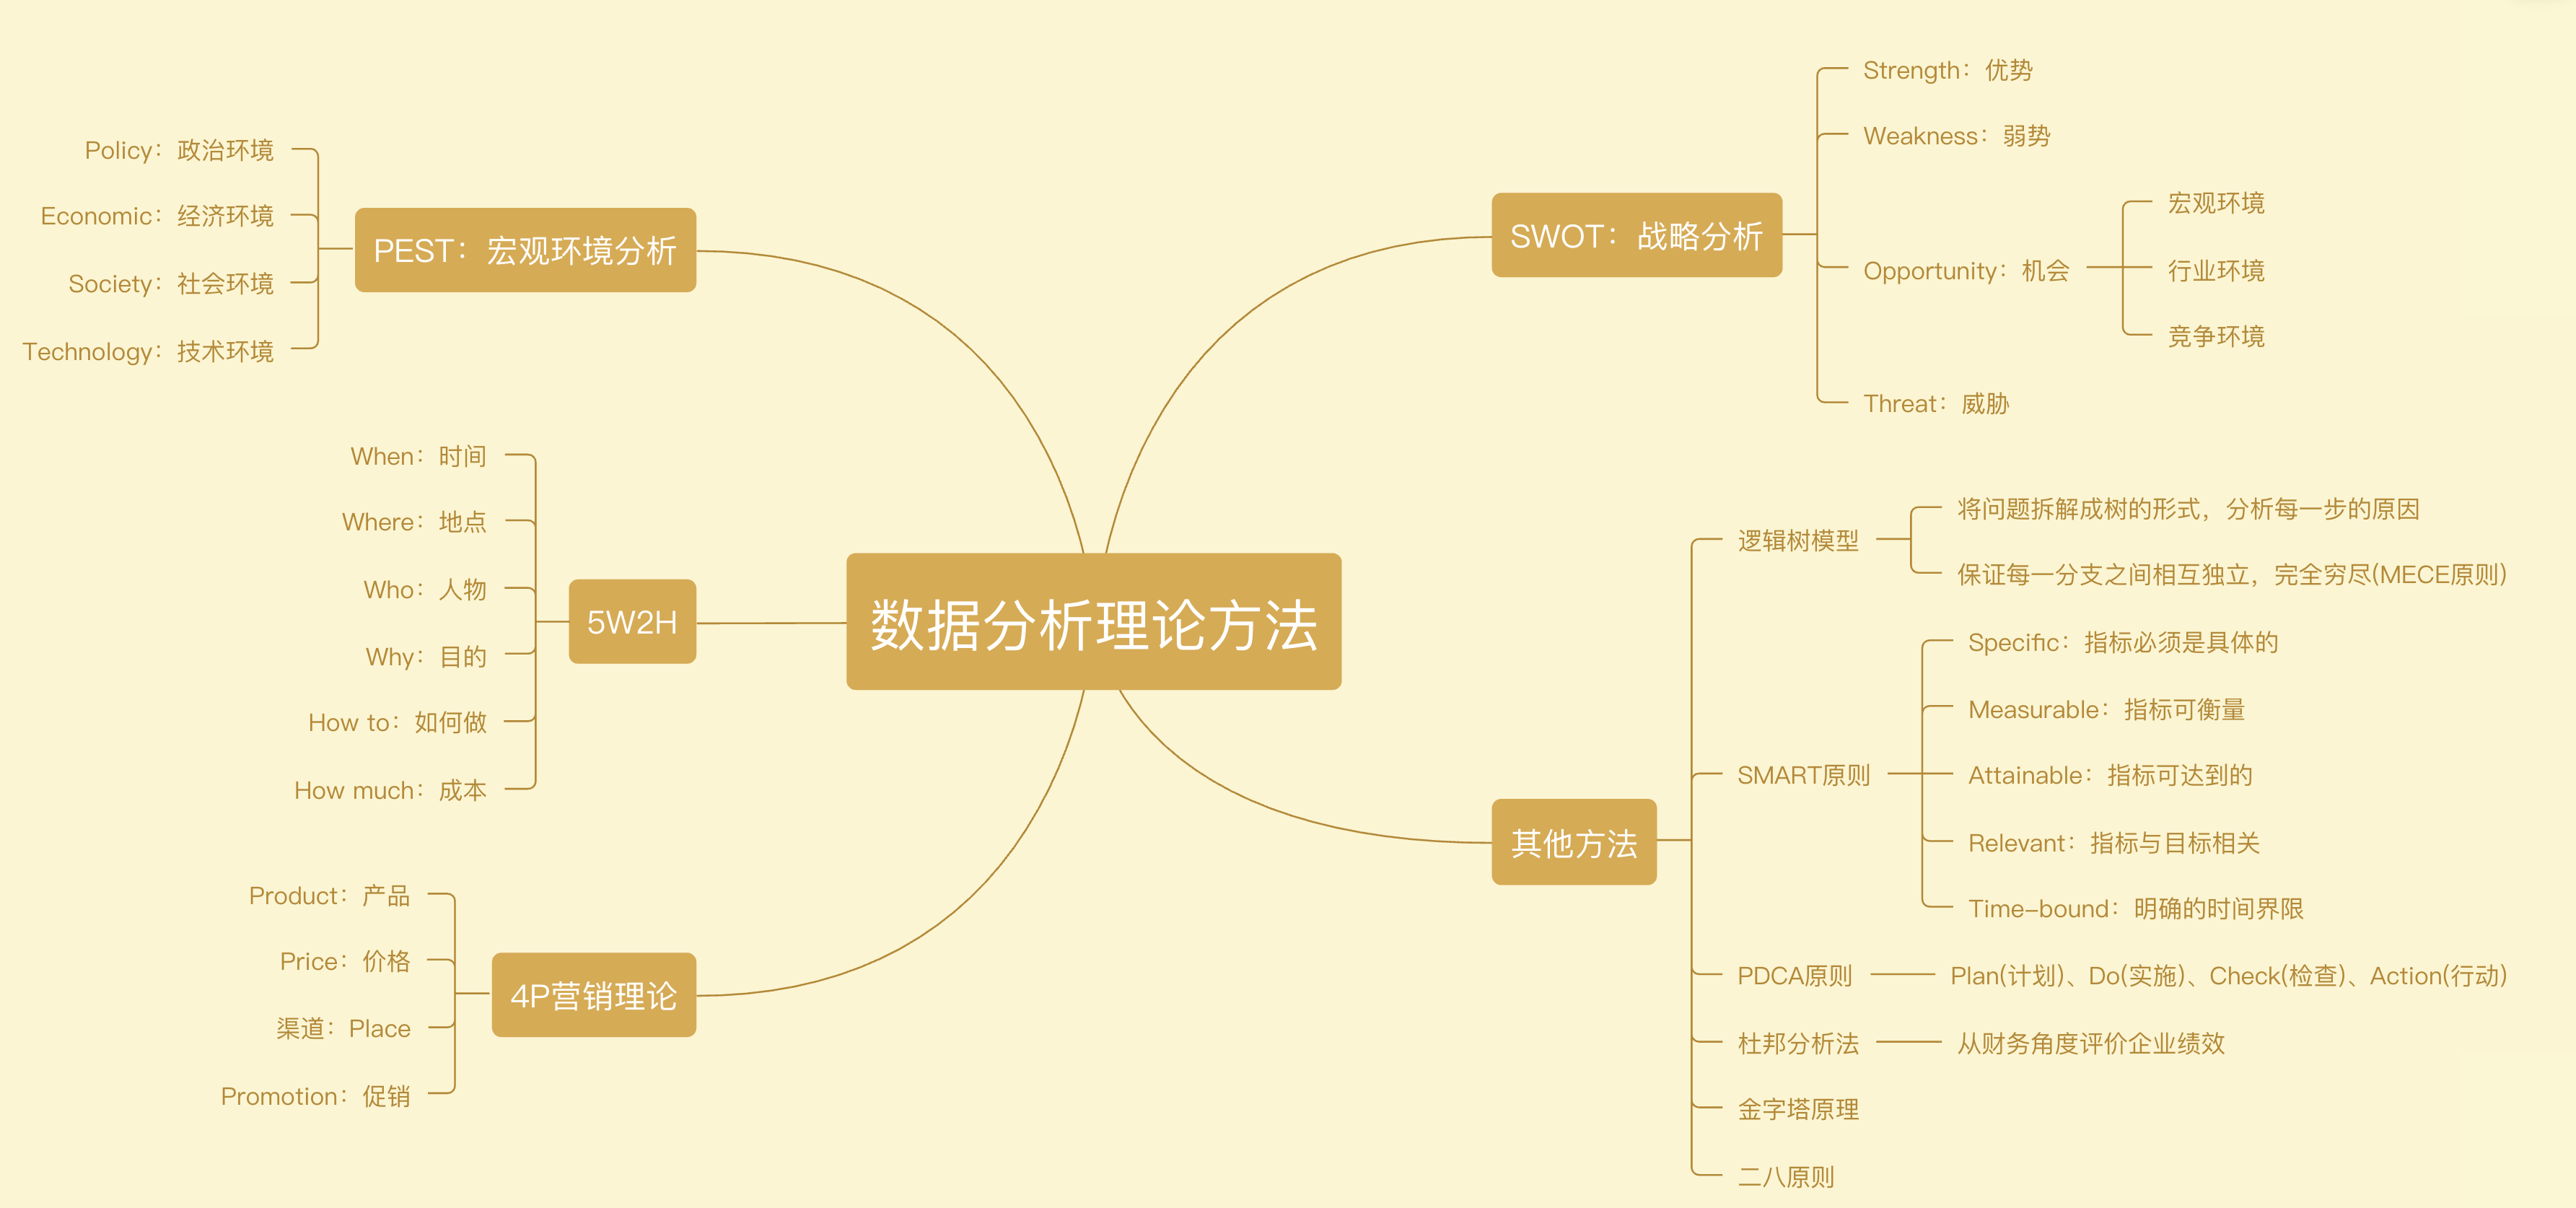 数据分析理论方法
PEST：宏观环境分析
Policy：政治环境
Economic：经济环境
Society：社会环境
Technology：技术环境
5W2H
When：时间
Where：地点
Who：人物
Why：目的
How to：如何做
How much：成本
4P营销理论
Product：产品
Price：价格
渠道：Place
Promotion：促销
SWOT：战略分析
Strength：优势
Weakness：弱势
Opportunity：机会
宏观环境
行业环境
竞争环境
Threat：威胁
其他方法
逻辑树模型
将问题拆解成树的形式，分析每一步的原因
保证每一分支之间相互独立，完全穷尽(MECE原则)
SMART原则
Specific：指标必须是具体的
Measurable：指标可衡量
Attainable：指标可达到的
Relevant：指标与目标相关
Time-bound：明确的时间界限
PDCA原则
Plan(计划)、Do(实施)、Check(检查)、Action(行动)
杜邦分析法
从财务角度评价企业绩效
金字塔原理
二八原则